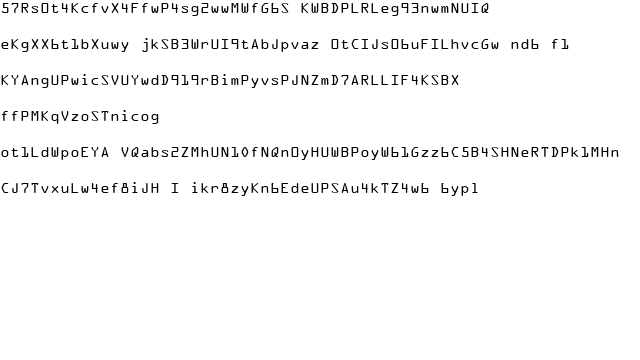 57RsOt4KcfvX4FfwP4sg2wwMWfG6S KWBDPLRLeg93nwmNUIQ
eKgXX6t1bXuwy jkSB3WrUI9tAbJpvaz OtCIJsO6uFILhvcGw nd6 f1
KYAngUPwicSVUYwdD919rBimPyvsPJNZmD7ARLLIF4KSBX
ffPMKqVzoSTnicog
ot1LdWpoEYA VQabs2ZMhUN10fNQnOyHUWBPoyW61Gzz6C5B4SHNeRTDPk1MHn
CJ7TvxuLw4ef8iJH I ikr8zyKn6EdeUPSAu4kTZ4w6 6yp1